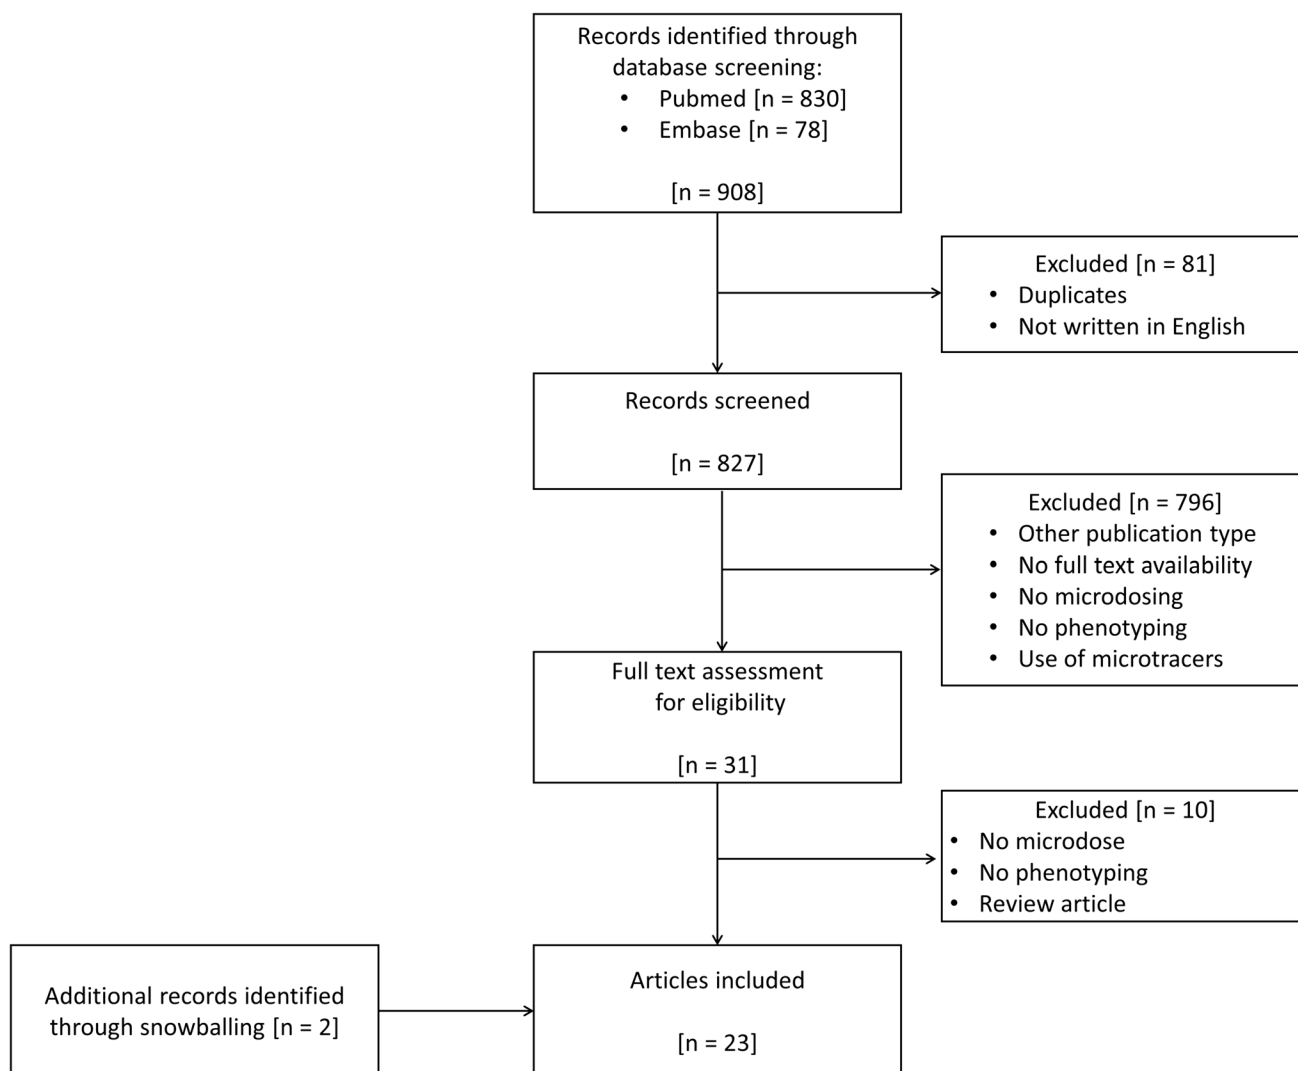 Records identified through
database screening:
• Pubmed [n = 830]
• Embase [n = 78]
[n = 908]
Excluded [n = 81]
• Duplicates
• Not written in English
Records screened
[n = 827]
Excluded [n = 796]
• Other publication type
• No full text availability
• No microdosing
• No phenotyping
• Use of microtracers
Full text assessment
for eligibility
[n = 31]
Excluded [n = 10]
• No microdose
• No phenotyping
• Review article
Additional records identified
through snowballing [n = 2]
Articles included
[n = 23]